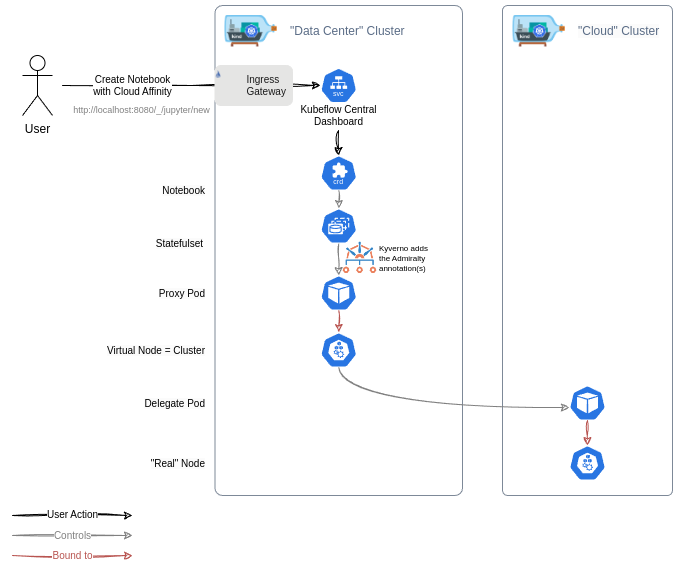 "Data Center" Cluster
"Cloud" Cluster
kind
kind
Create Notebook
with Cloud Affinity
Ingress
Gateway
svc
http://localhost:8080/_/jupyter/new
Kubeflow Central
Dashboard
User
crd
Notebook
Statefulset
Kyverno adds
the Admiralty
annotation(s)
Proxy Pod
Virtual Node = Cluster
Delegate Pod
"Real" Node
User Action
Controls
Bound to